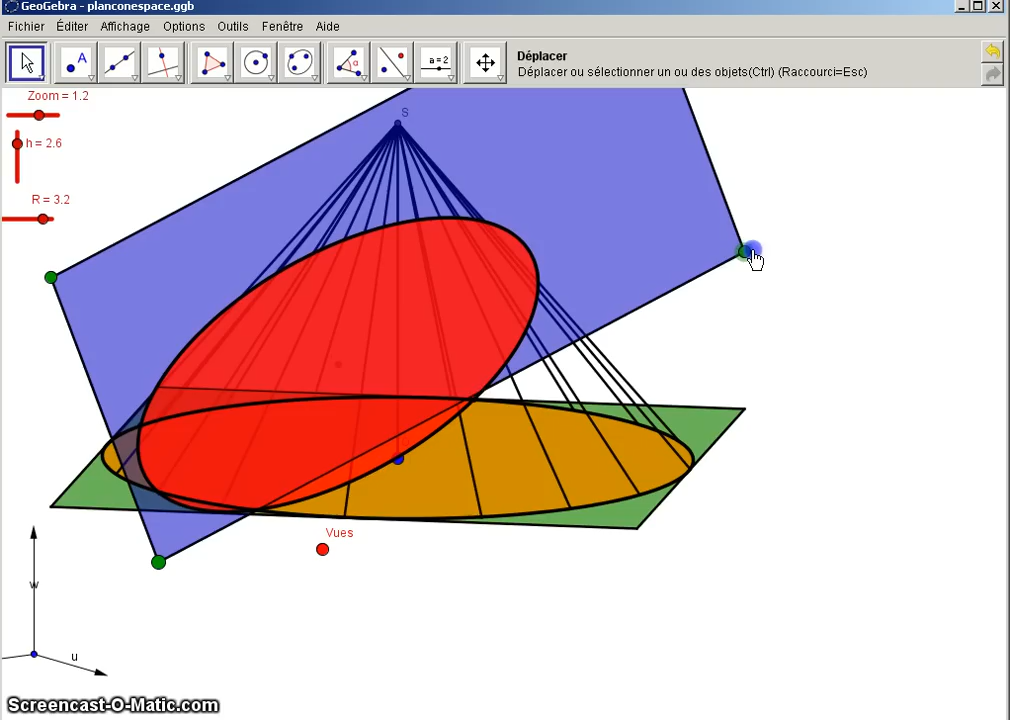 GeoGebra - planconespace.ggb
Fichier Éditer Affichage Options Outils Fenêtre Aide
A
α
a = 2
Déplacer
Déplacer ou sélectionner un ou des objets(Ctrl) (Raccourci=Esc)
Zoom = 1.2
S
h = 2.6
R = 3.2
Vues
w
u
Screencast-O-Matic.com